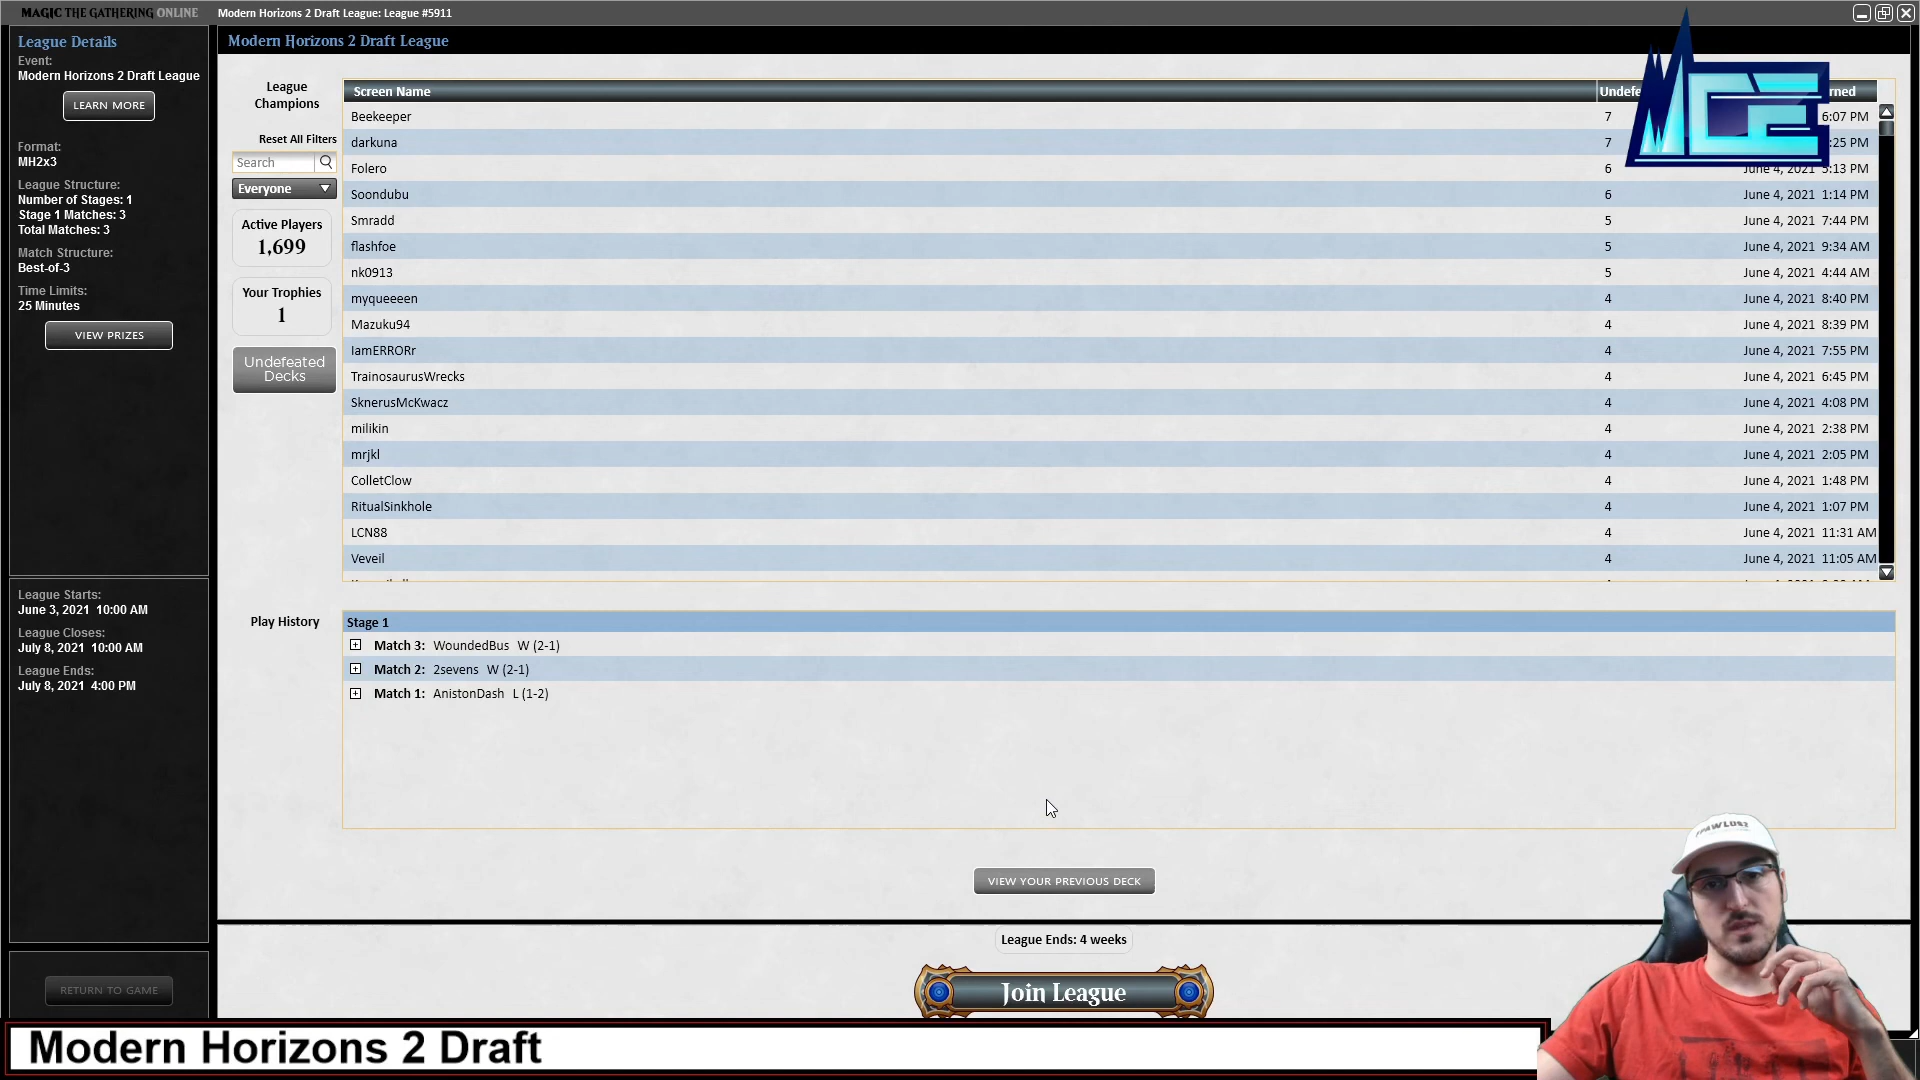 MAGIC THE GATHERING ONLINE
Modern Horizons 2 Draft League: League #5911
League Details
Event:
Modern Horizons 2 Draft League
LEARN MORE
Format:
MH2x3
League Structure:
Number of Stages: 1
Stage 1 Matches: 3
Total Matches: 3
Match Structure:
Best-of-3
Time Limits:
25 Minutes
VIEW PRIZES
League Starts:
June 3, 2021 10:00 AM
League Closes:
July 8, 2021 10:00 AM
League Ends:
July 8, 2021 4:00 PM
RETURN TO GAME
Modern Horizons 2 Draft League
League
Champions
Reset All Filters
Search
Everyone
Active Players
1,699
Your Trophies
1
Undefeated
Decks
Screen Name
MCE
Beekeeper 7 6:07 PM
darkuna 7 :25 PM
Folero 6 June 4, 2021 :13 PM
Soondubu 6 June 4, 2021 1:14 PM
Smradd 5 June 4, 2021 7:44 PM
flashfoe 5 June 4, 2021 9:34 AM
nk0913 5 June 4, 2021 4:44 AM
myqueeeen 4 June 4, 2021 8:40 PM
Mazuku94 4 June 4, 2021 8:39 PM
IamERRORr 4 June 4, 2021 7:55 PM
TrainosaurusWrecks 4 June 4, 2021 6:45 PM
SknerusMcKwacz 4 June 4, 2021 4:08 PM
milikin 4 June 4, 2021 2:38 PM
mrjkl 4 June 4, 2021 2:05 PM
ColletClow 4 June 4, 2021 1:48 PM
RitualSinkhole 4 June 4, 2021 1:07 PM
LCN88 4 June 4, 2021 11:31 AM
Veveil 4 June 4, 2021 11:05 AM
Play History
Stage 1
Match 3: WoundedBus W (2-1)
Match 2: 2sevens W (2-1)
Match 1: AnistonDash L (1-2)
VIEW YOUR PREVIOUS DECK
League Ends: 4 weeks
Join League
Modern Horizons 2 Draft